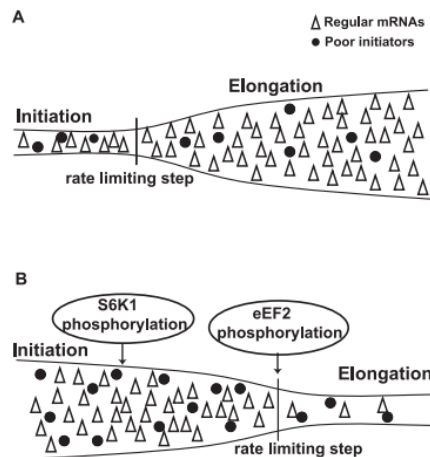 A
Regular mRNAs
Poor initiators
Elongation
Initiation
rate limiting step
B
S6K1
phosphorylation
eEF2
phosphorylation
Initiation
Elongation
rate limiting step